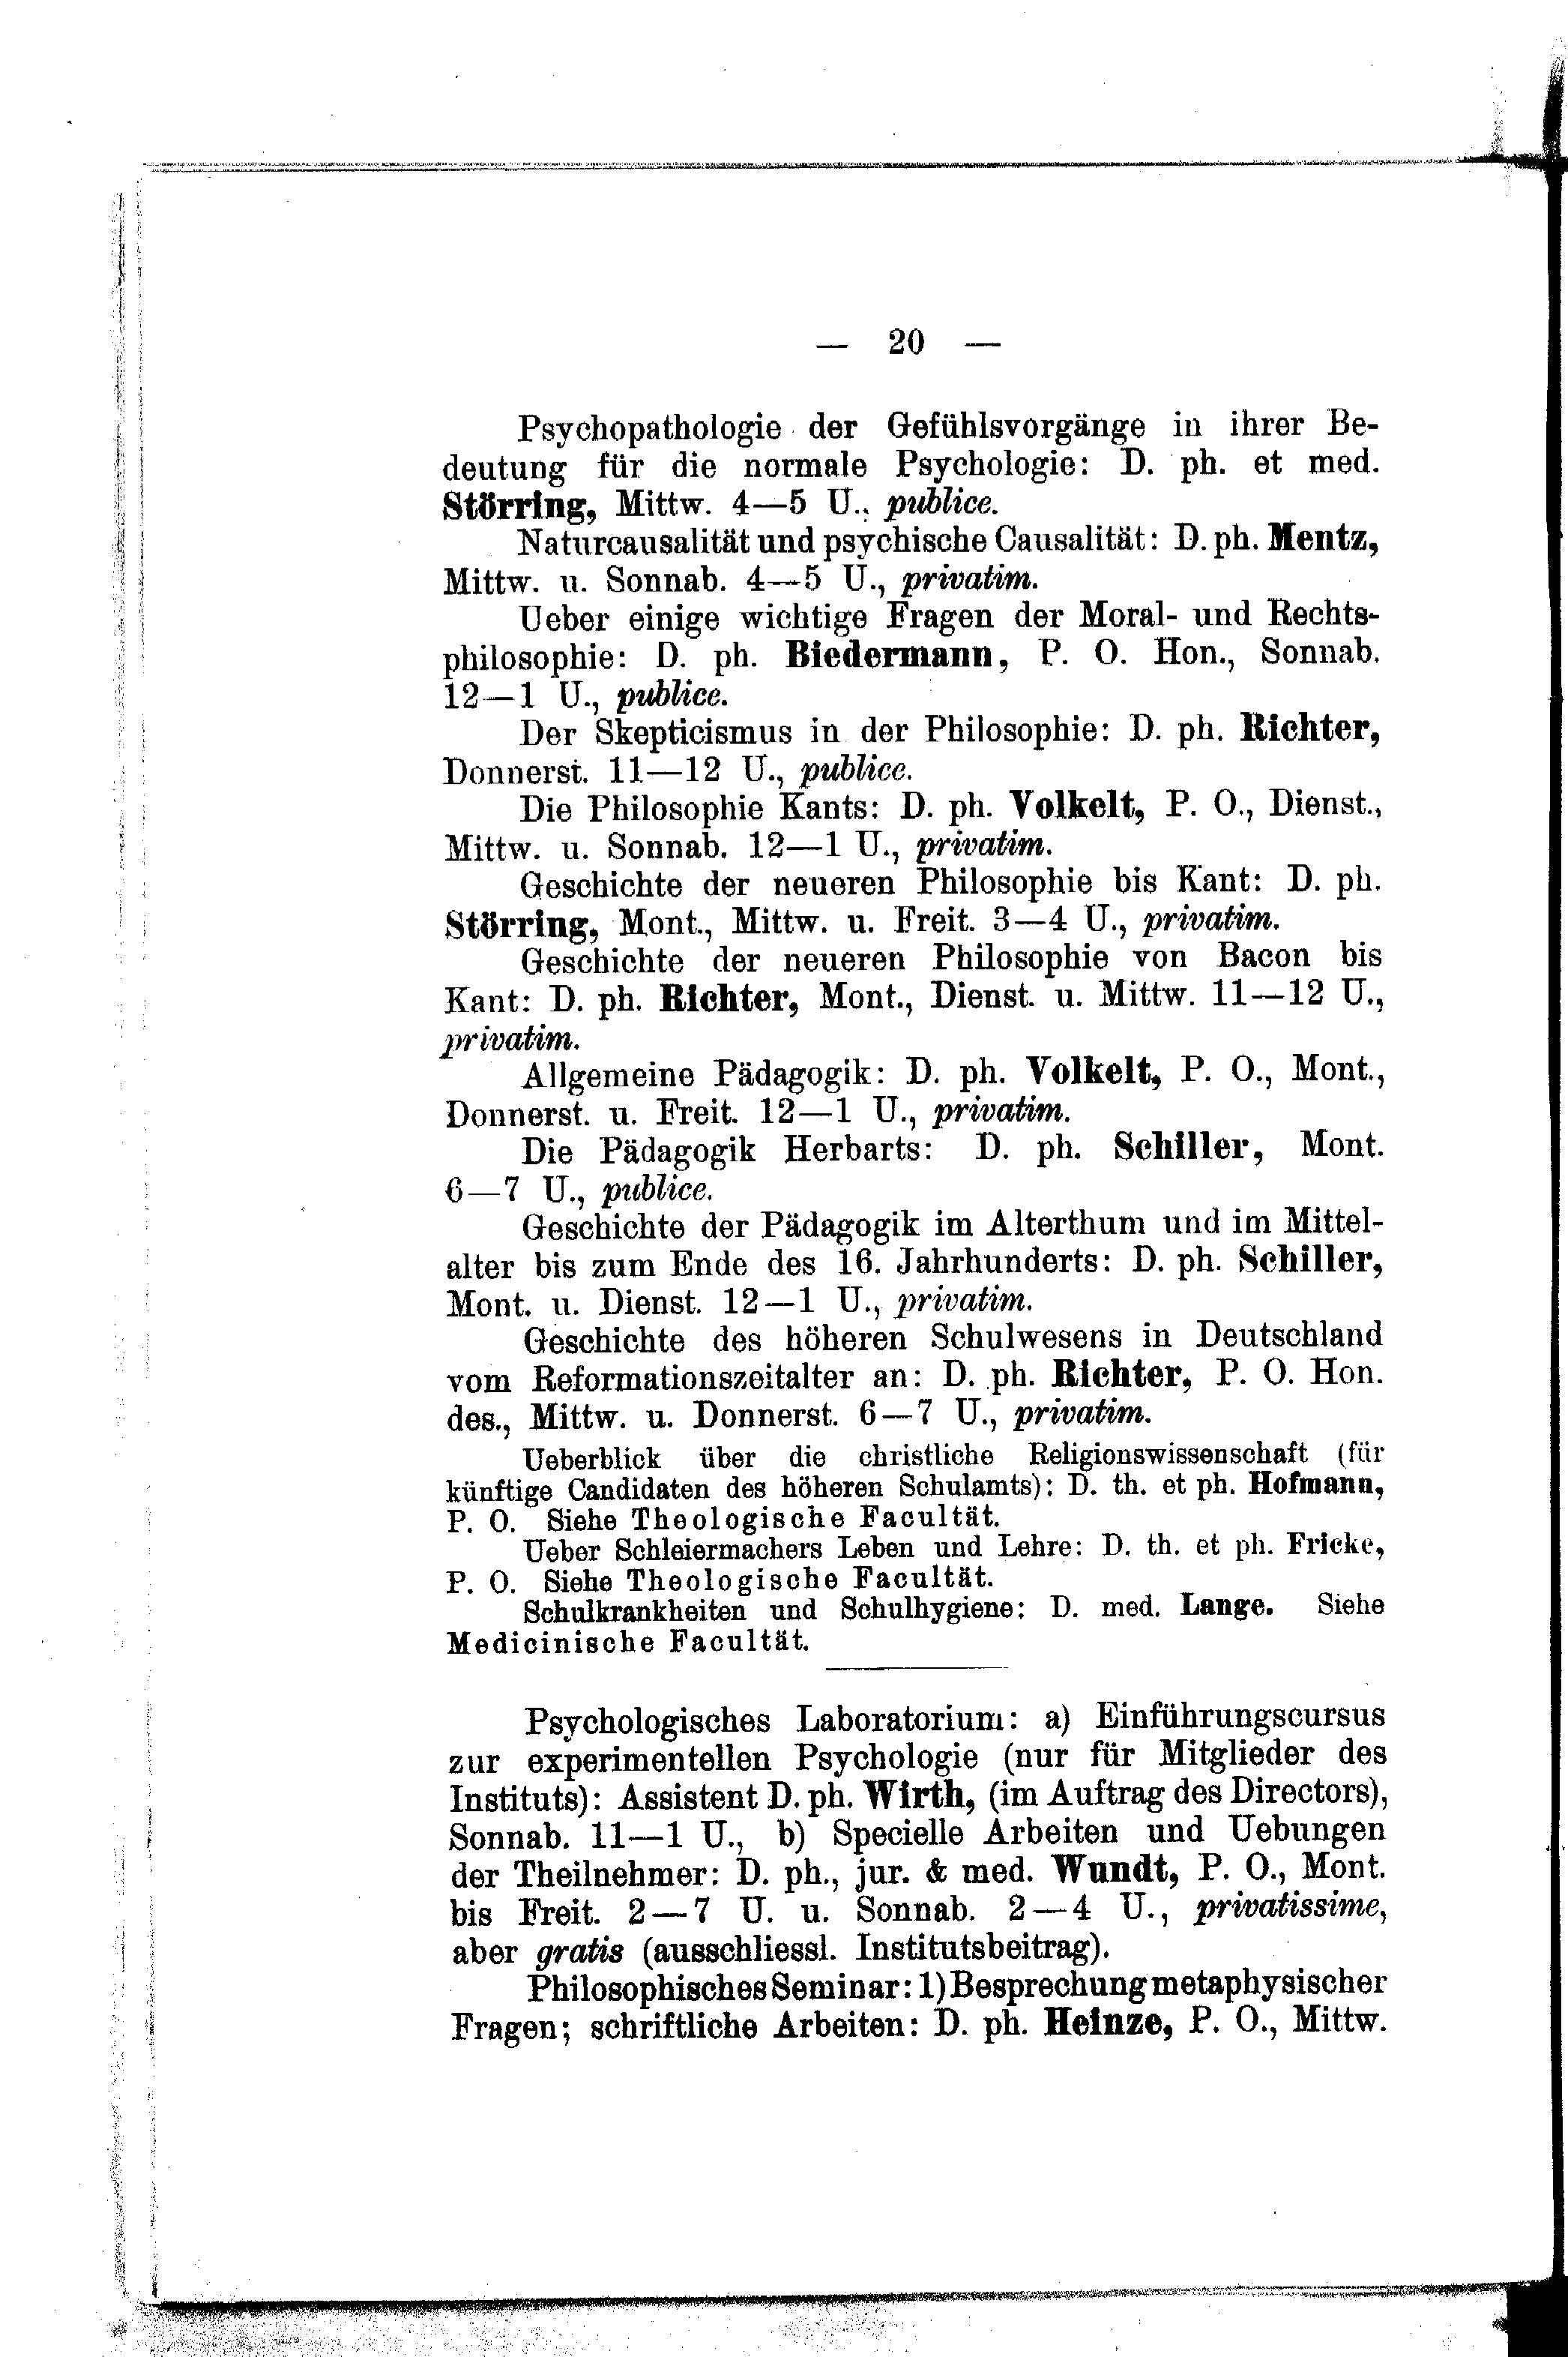 — 20 —
Psychopathologie der Gefühlsvorgänge in ihrer Be-
deutung für die normale Psychologie: D. ph. et med.
Störring, Mittw. 4—5 U., publice.
Naturcausalität und psychische Causalität: D. ph. Mentz,
Mittw. u. Sonnab. 4—5 U., privatim.
Ueber einige wichtige Fragen der Moral- und Rechts-
philosophie: D. ph. Biedermann, P. O. Hon., Sonnab.
12—1 U., publice.
Der Skepticismus in der Philosophie: D. ph. Richter,
Donnerst. 11—12 U., publice.
Die Philosophie Kants: D. ph. Volkelt, P. O., Dienst.,
Mittw. u. Sonnab. 12—1 U., privatim.
Geschichte der neueren Philosophie bis Kant: D. ph.
Störring, Mont., Mittw. u. Freit. 3—4 U., privatim.
Geschichte der neueren Philosophie von Bacon bis
Kant: D. ph. Richter, Mont., Dienst. u. Mittw. 11—12 U.,
privatim.
Allgemeine Pädagogik: D. ph. Volkelt, P. O., Mont.,
Donnerst. u. Freit. 12—1 U., privatim.
Die Pädagogik Herbarts: D. ph. Schiller, Mont.
6—7 U., publice.
Geschichte der Pädagogik im Alterthum und im Mittel-
alter bis zum Ende des 16. Jahrhunderts: D. ph. Schiller,
Mont. u. Dienst. 12—1 U., privatim.
Geschichte des höheren Schulwesens in Deutschland
vom Reformationszeitalter an: D. ph. Richter, P. O. Hon.
des., Mittw. u. Donnerst. 6—7 U., privatim.
Ueberblick über die christliche Religionswissenschaft (für
künftige Candidaten des höheren Schulamts): D. th. et ph. Hofmann,
P. O. Siehe Theologische Facultät.
Ueber Schleiermachers Leben und Lehre: D. th. et ph. Fricke,
P. O. Siehe Theologische Facultät.
Schulkrankheiten und Schulhygiene: D. med. Lange. Siehe
Medicinische Facultät.
Psychologisches Laboratorium: a) Einführungscursus
zur experimentellen Psychologie (nur für Mitglieder des
Instituts): Assistent D. ph. Wirth, (im Auftrag des Directors),
Sonnab. 11—1 U., b) Specielle Arbeiten und Uebungen
der Theilnehmer: D. ph., jur. & med. Wundt, P. O., Mont.
bis Freit. 2—7 U. u. Sonnab. 2—4 U., privatissime,
aber gratis (ausschliessl. Institutsbeitrag).
Philosophisches Seminar: 1) Besprechung metaphysischer
Fragen; schriftliche Arbeiten: D. ph. Heinze, P. O., Mittw.